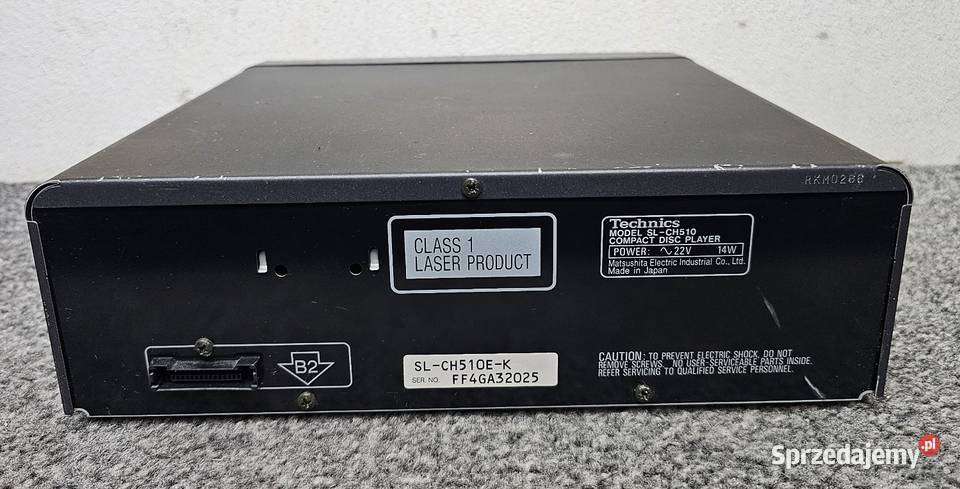 RKM0266
CLASS 1
LASER PRODUCT
Technics
MODEL SL-CH510
COMPACT DISC PLAYER
POWER: ∿22V 14W
Matsushita Electric Industrial Co., Ltd.
Made in Japan
B2
SL-CH510E-K
SER. NO. FF4GA32025
CAUTION: TO PREVENT ELECTRIC SHOCK, DO NOT
REMOVE SCREWS. NO USER-SERVICEABLE PARTS INSIDE.
REFER SERVICING TO QUALIFIED SERVICE PERSONNEL.
Sprzedajemy.pl